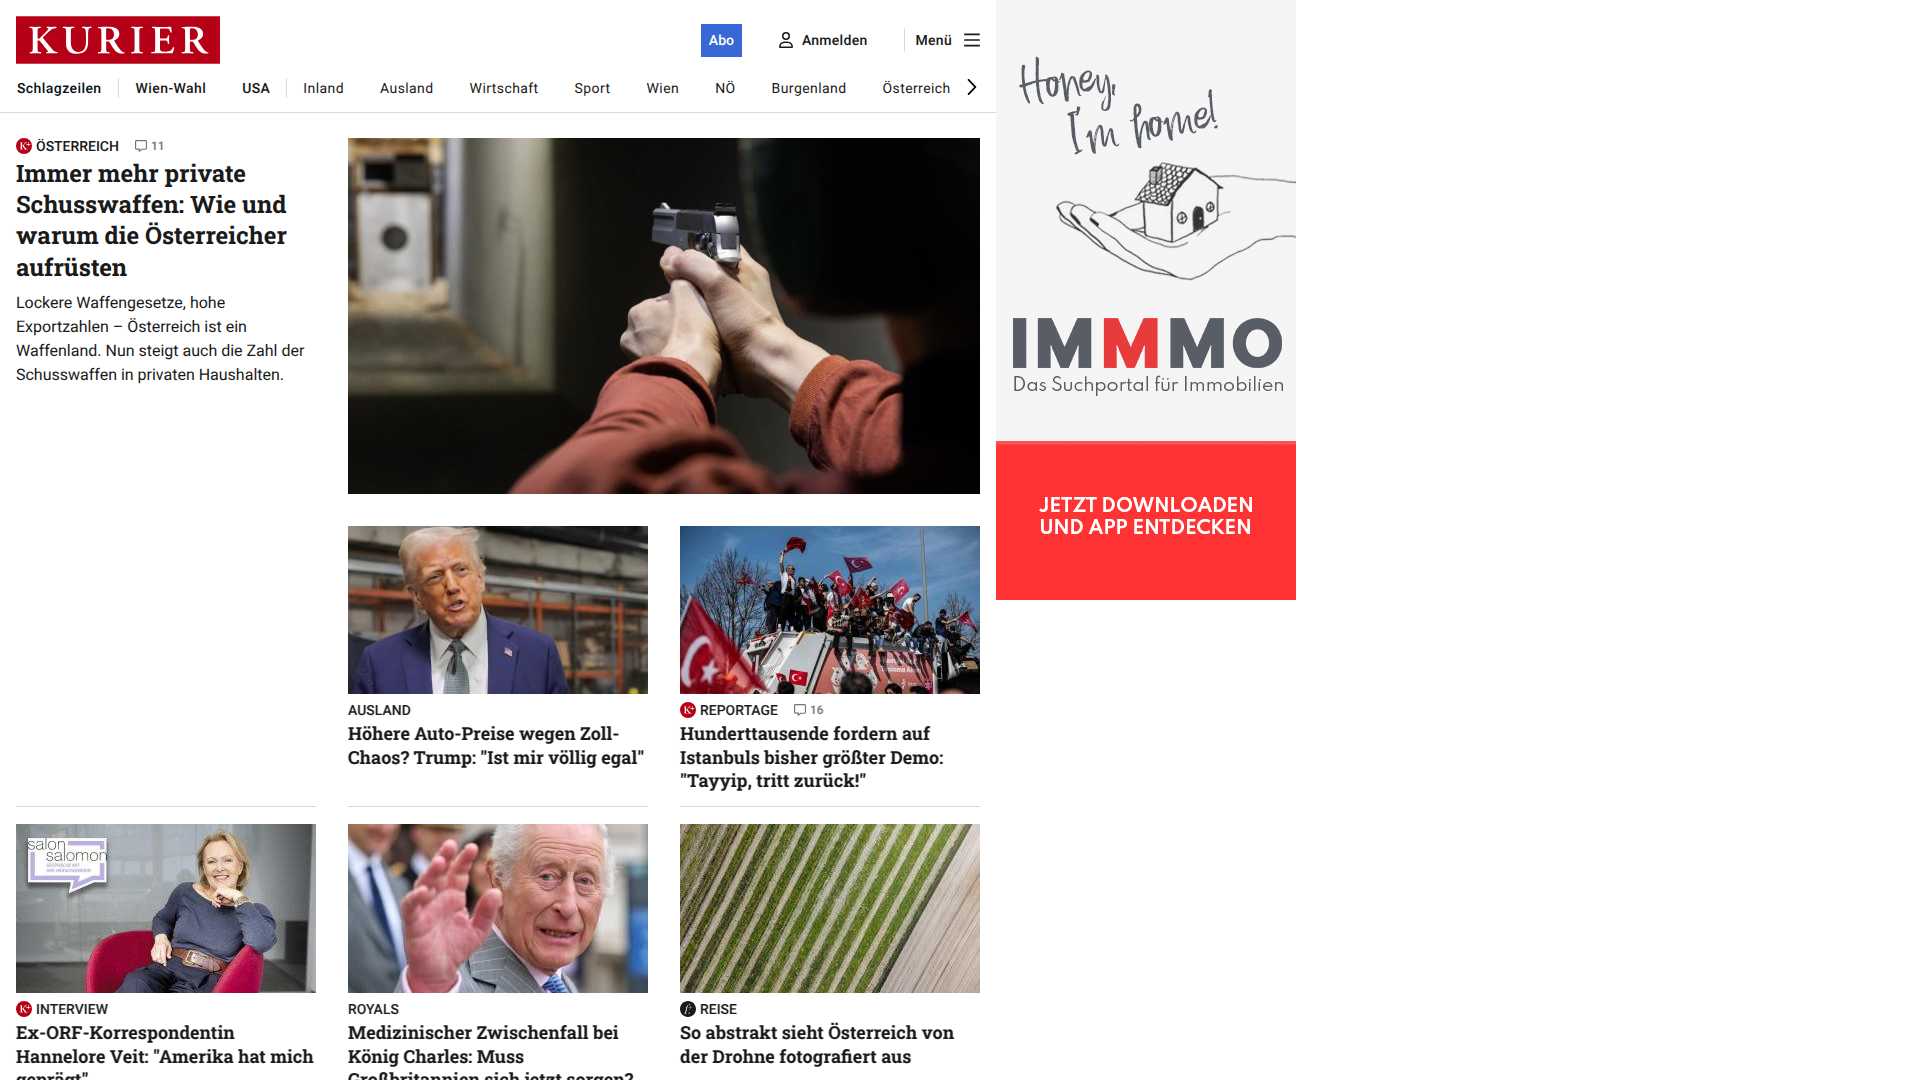 KURIER
Abo
Anmelden
Menü
Schlagzeilen
Wien-Wahl
USA
Inland
Ausland
Wirtschaft
Sport
Wien
NÖ
Burgenland
Österreich
ÖSTERREICH 11
Immer mehr private
Schusswaffen: Wie und
warum die Österreicher
aufrüsten
Lockere Waffengesetze, hohe
Exportzahlen – Österreich ist ein
Waffenland. Nun steigt auch die Zahl der
Schusswaffen in privaten Haushalten.
AUSLAND
Höhere Auto-Preise wegen Zoll-
Chaos? Trump: "Ist mir völlig egal"
REPORTAGE 16
Hunderttausende fordern auf
Istanbuls bisher größter Demo:
"Tayyip, tritt zurück!"
salon
salomon
INTERVIEW
Ex-ORF-Korrespondentin
Hannelore Veit: "Amerika hat mich
geprägt"
ROYALS
Medizinischer Zwischenfall bei
König Charles: Muss
Großbritannien sich jetzt sorgen?
REISE
So abstrakt sieht Österreich von
der Drohne fotografiert aus
Honey,
I'm home!
IMMMO
Das Suchportal für Immobilien
JETZT DOWNLOADEN
UND APP ENTDECKEN